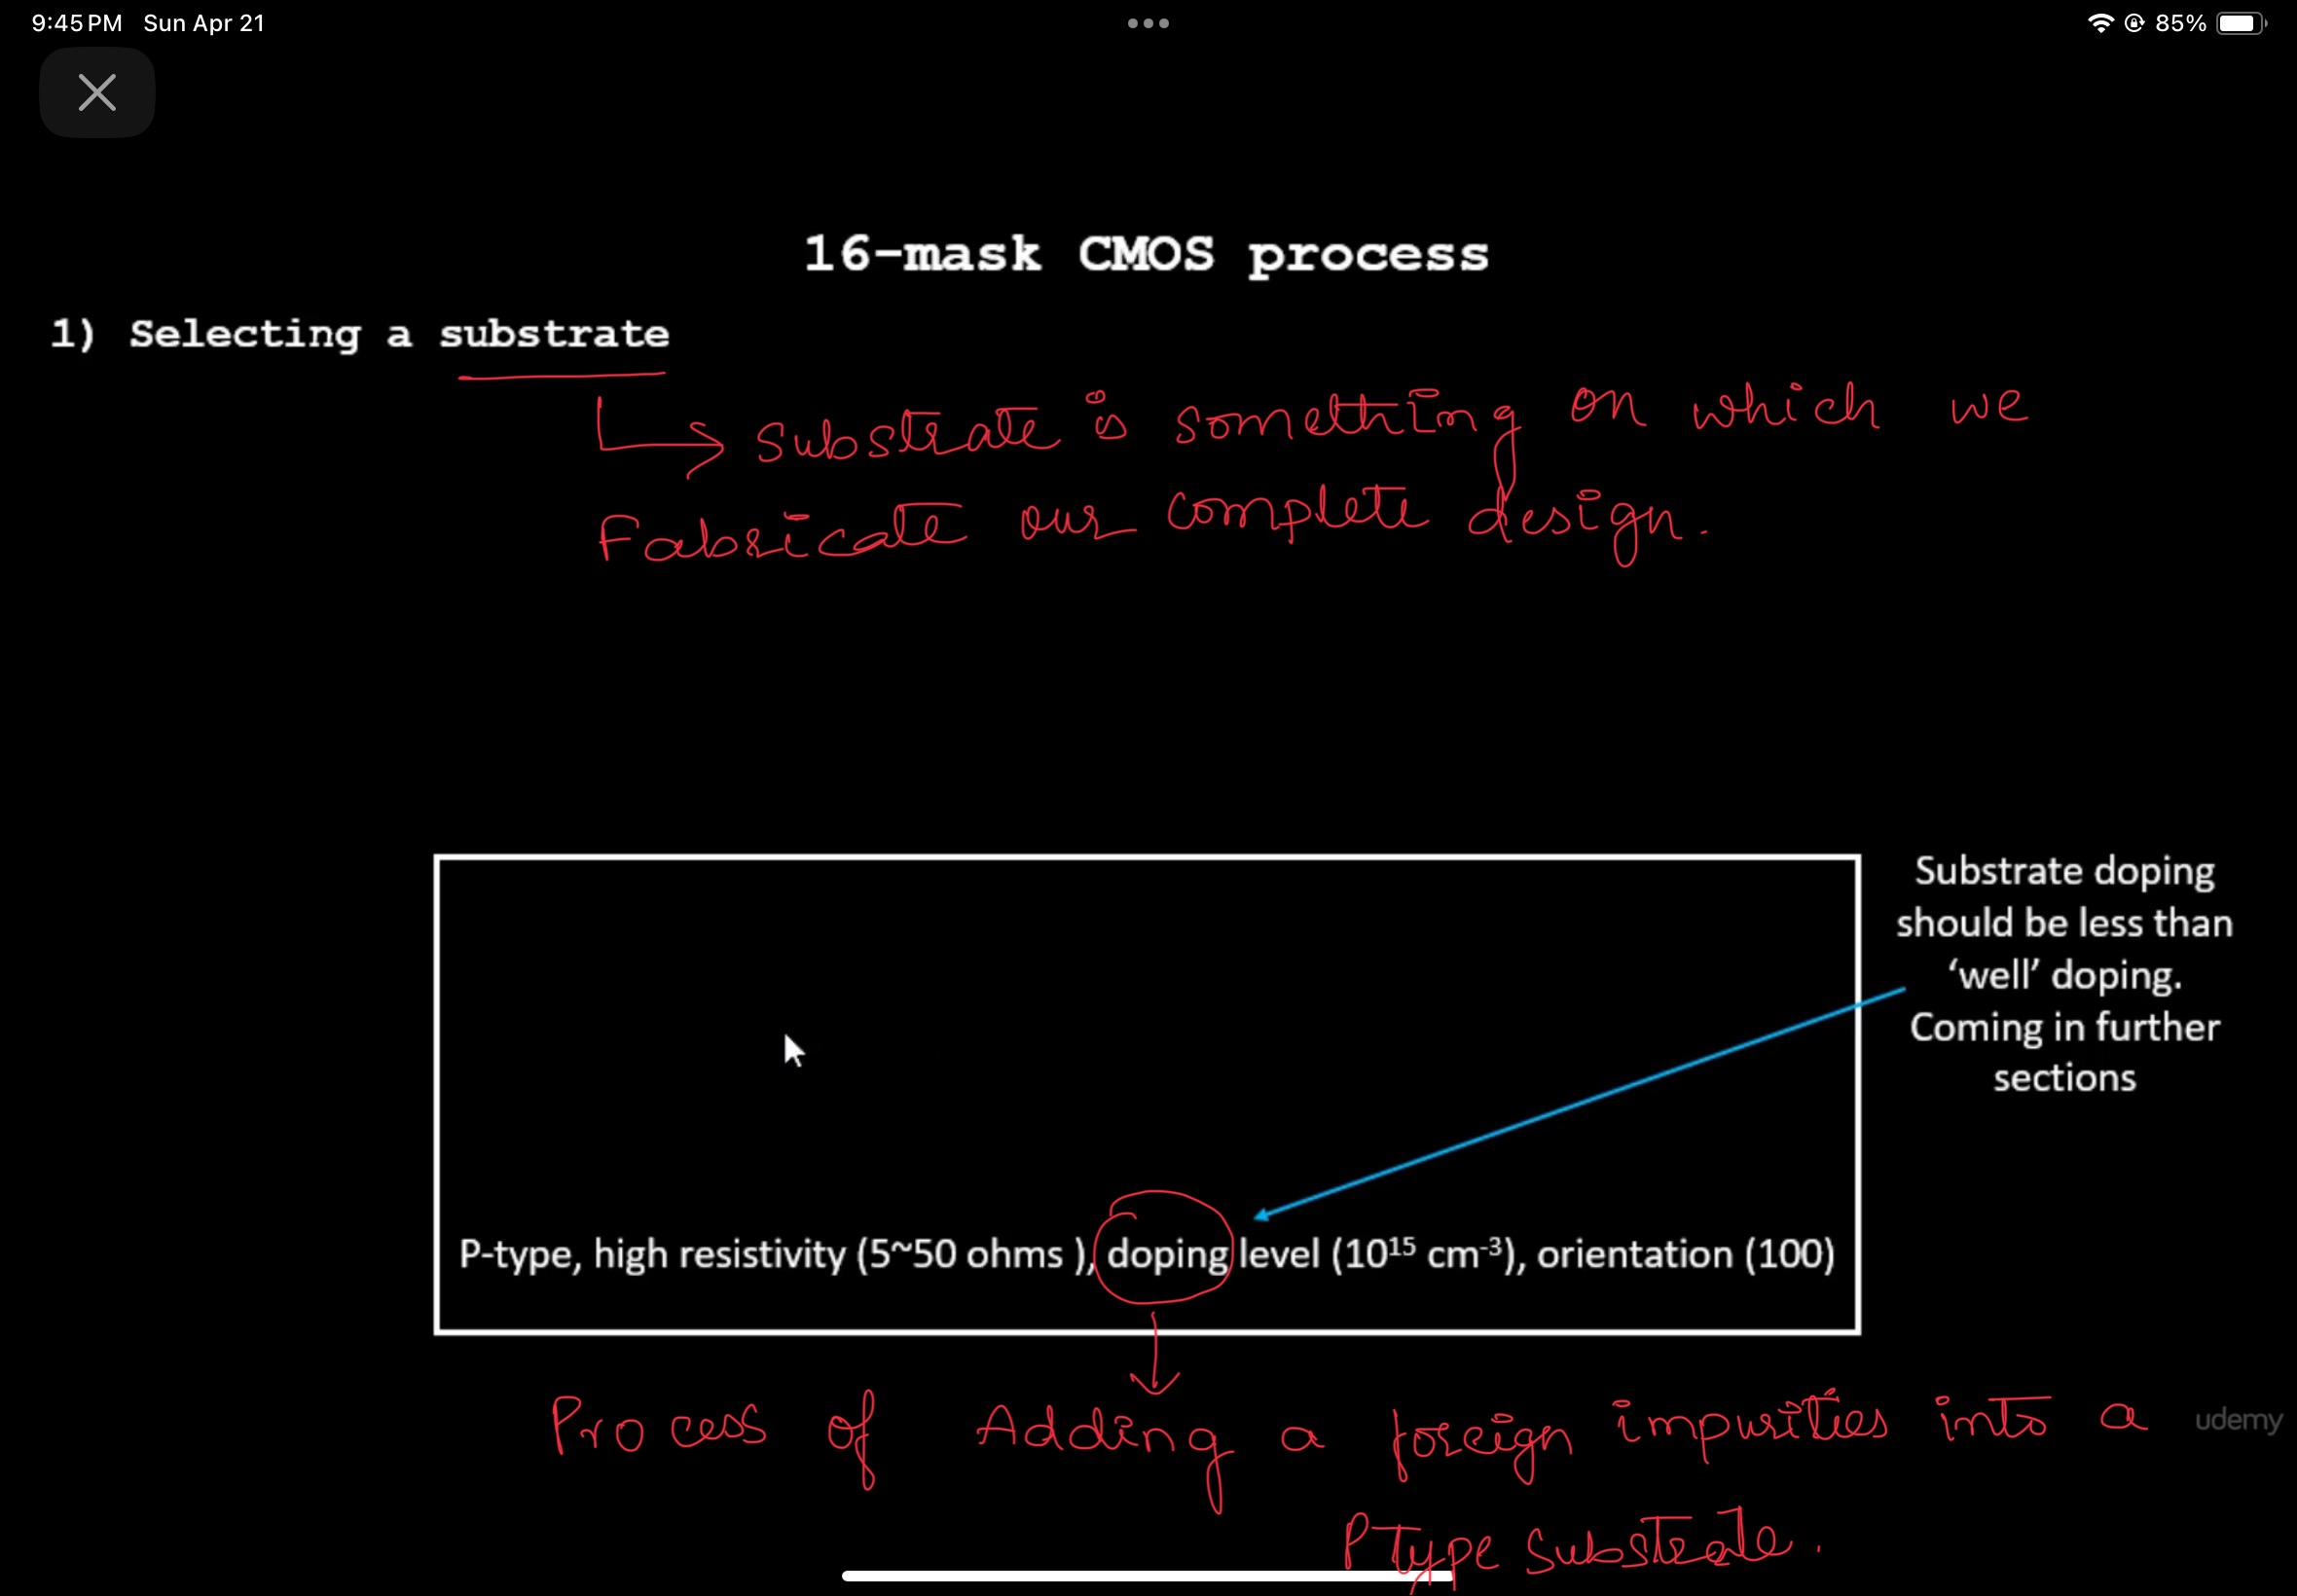 9:45 PM Sun Apr 21
85%
16-mask CMOS process
1) Selecting a substrate
Substrate is something on which we
Fabricate our complete design.
Substrate doping
should be less than
‘well’ doping.
Coming in further
sections
P-type, high resistivity (5~50 ohms ), doping level (10¹⁵ cm⁻³), orientation (100)
Process of Adding a foreign impurities into a
udemy
P type Substrate.